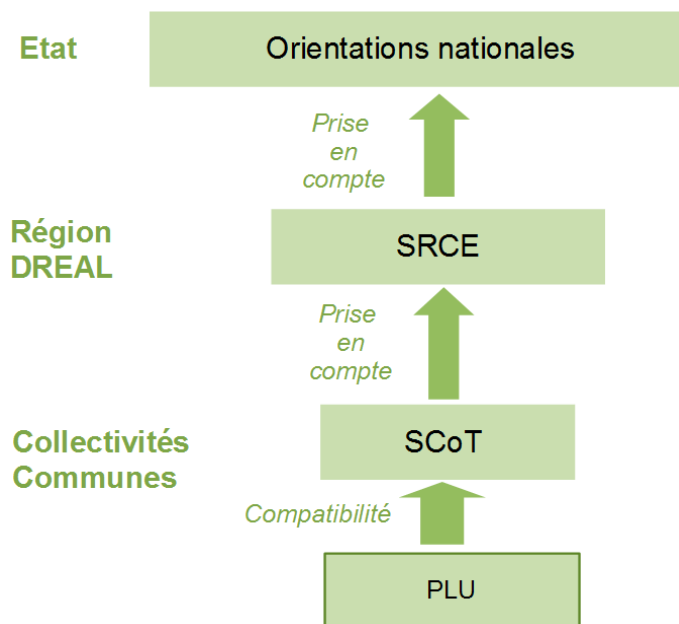 Etat
Orientations nationales
Prise
en
compte
Région
DREAL
SRCE
Prise
en
compte
Collectivités
Communes
SCoT
Compatibilité
PLU